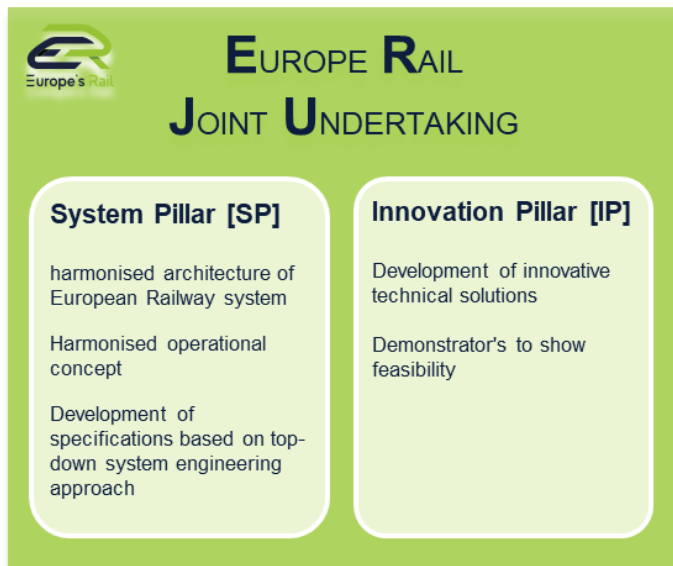 Europe's Rail
EUROPE RAIL
JOINT UNDERTAKING
System Pillar [SP]
harmonised architecture of
European Railway system
Harmonised operational
concept
Development of
specifications based on top-
down system engineering
approach
Innovation Pillar [IP]
Development of innovative
technical solutions
Demonstrator's to show
feasibility